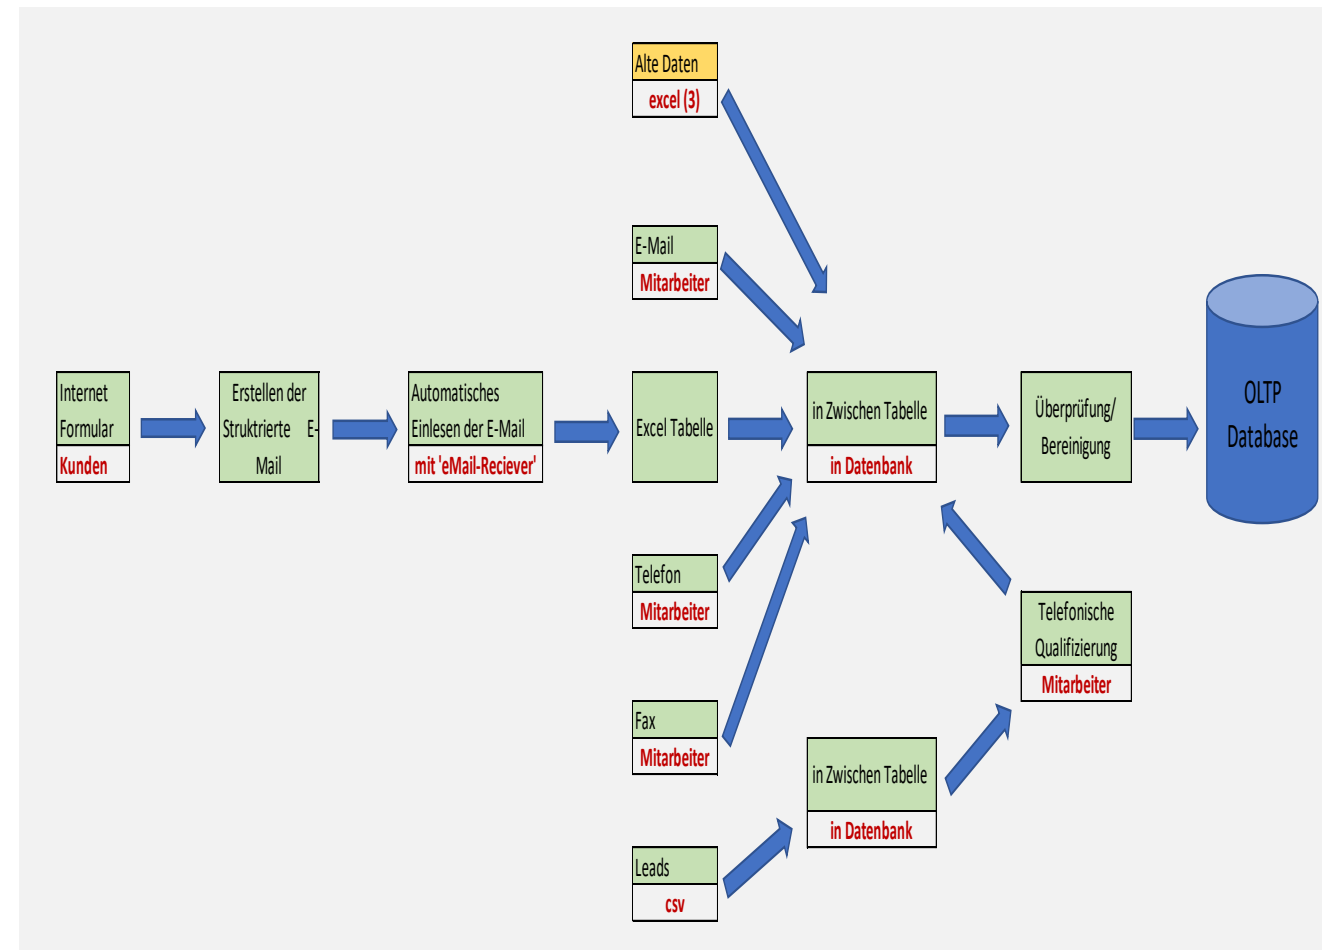 Alte Daten
excel (3)
E-Mail
Mitarbeiter
Internet
Formular
Kunden
Erstellen der
Struktrierte E-
Mail
Automatisches
Einlesen der E-Mail
mit 'eMail-Reciever'
Excel Tabelle
in Zwischen Tabelle
in Datenbank
Überprüfung/
Bereinigung
OLTP
Database
Telefon
Mitarbeiter
Telefonische
Qualifizierung
Mitarbeiter
Fax
Mitarbeiter
in Zwischen Tabelle
in Datenbank
Leads
csv